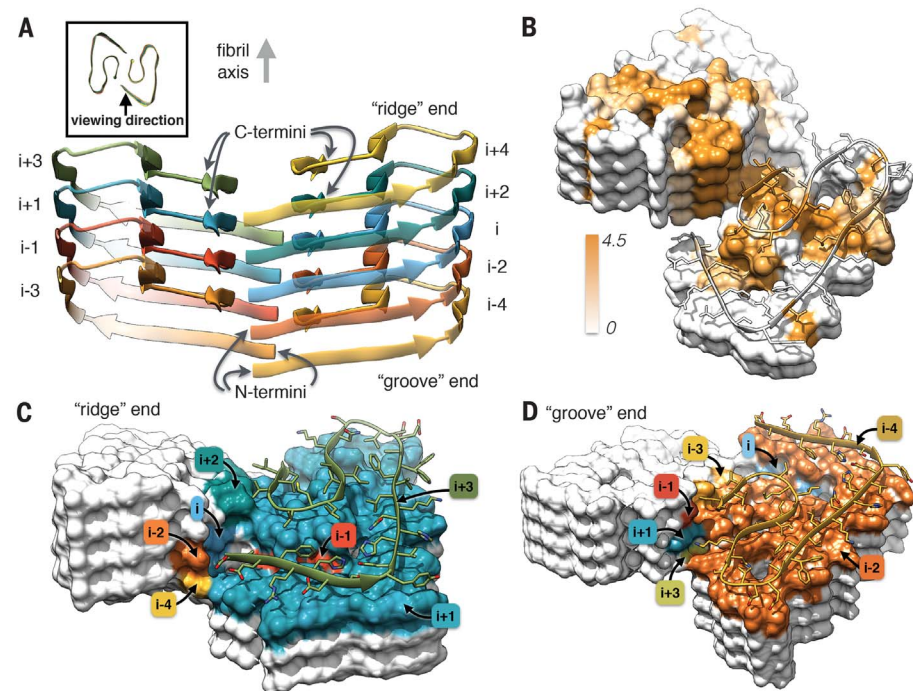 A
viewing direction
fibril
axis
"ridge" end
C-termini
i+3
i+1
i-1
i-3
i+4
i+2
i
i-2
i-4
N-termini
"groove" end
B
4.5
0
C
"ridge" end
i+2
i
i-2
i-4
i-1
i+3
i+1
D
"groove" end
i-3
i
i-4
i-1
i+1
i+3
i-2